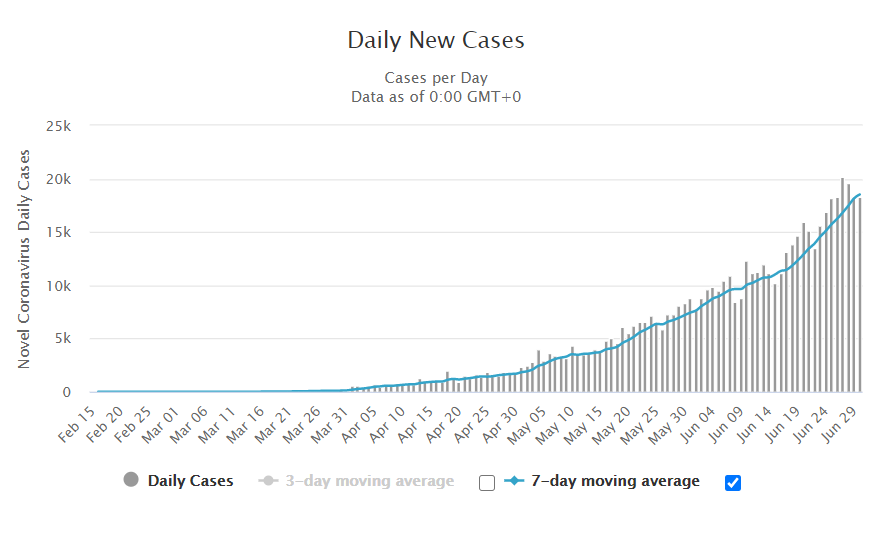 Daily New Cases
Cases per Day
Data as of 0:00 GMT+0
Novel Coronavirus Daily Cases
25k
20k
15k
10k
5k
0
Feb 15 Feb 20 Feb 25 Mar 01 Mar 06 Mar 11 Mar 16 Mar 21 Mar 26 Mar 31 Apr 05 Apr 10 Apr 15 Apr 20 Apr 25 Apr 30 May 05 May 10 May 15 May 20 May 25 May 30 Jun 04 Jun 09 Jun 14 Jun 19 Jun 24 Jun 29
Daily Cases 3-day moving average 7-day moving average